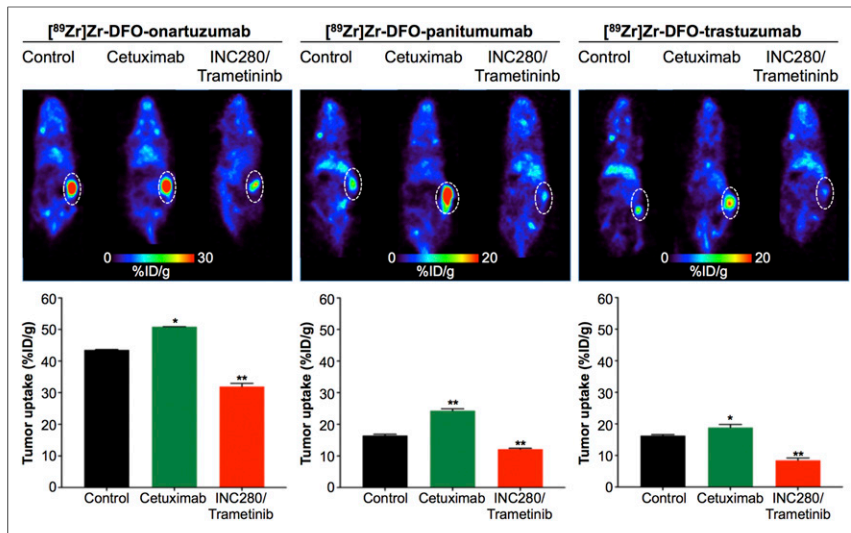 [⁸⁹Zr]Zr-DFO-onartuzumab
Control Cetuximab INC280/
Trametininb
[⁸⁹Zr]Zr-DFO-panitumumab
Control Cetuximab INC280/
Trametininb
[⁸⁹Zr]Zr-DFO-trastuzumab
Control Cetuximab INC280/
Trametininb
0 30
%ID/g
0 20
%ID/g
0 20
%ID/g
Tumor uptake (%ID/g)
60
50
40
30
20
10
0
*
**
Control Cetuximab INC280/
Trametinib
Tumor uptake (%ID/g)
60
50
40
30
20
10
0
**
**
Control Cetuximab INC280/
Trametinib
Tumor uptake (%ID/g)
60
50
40
30
20
10
0
*
**
Control Cetuximab INC280/
Trametinib